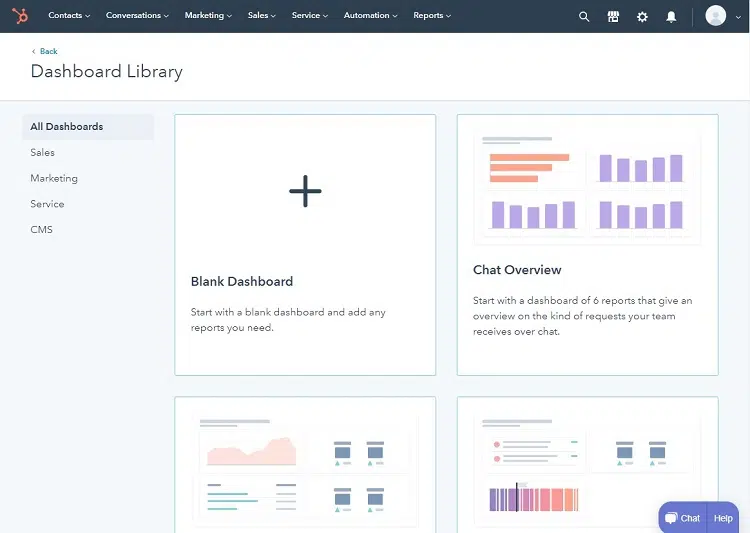 Contacts Conversations Marketing Sales Service Automation Reports
Back
Dashboard Library
All Dashboards
Sales
Marketing
Service
CMS
Blank Dashboard
Start with a blank dashboard and add any
reports you need.
Chat Overview
Start with a dashboard of 6 reports that give an
overview on the kind of requests your team
receives over chat.
Chat Help